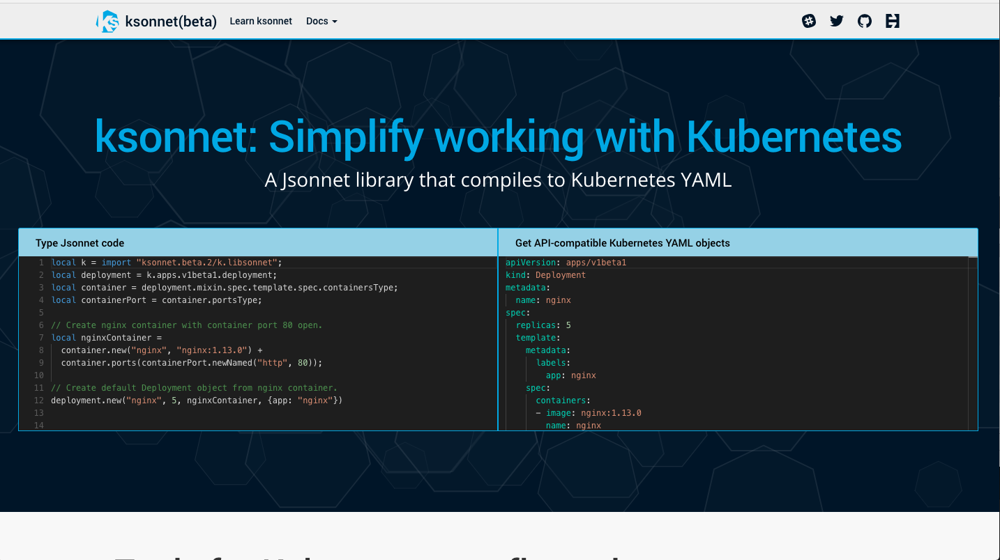 ksonnet(beta) Learn ksonnet Docs
ksonnet: Simplify working with Kubernetes
A Jsonnet library that compiles to Kubernetes YAML
Type Jsonnet code
1 local k = import "ksonnet.beta.2/k.libsonnet";
2 local deployment = k.apps.v1beta1.deployment;
3 local container = deployment.mixin.spec.template.spec.containersType;
4 local containerPort = container.portsType;
5
6 // Create nginx container with container port 80 open.
7 local nginxContainer =
8   container.new("nginx", "nginx:1.13.0") +
9   container.ports(containerPort.newNamed("http", 80));
10
11 // Create default Deployment object from nginx container.
12 deployment.new("nginx", 5, nginxContainer, {app: "nginx"})
13
14
Get API-compatible Kubernetes YAML objects
apiVersion: apps/v1beta1
kind: Deployment
metadata:
  name: nginx
spec:
  replicas: 5
  template:
    metadata:
      labels:
        app: nginx
    spec:
      containers:
      - image: nginx:1.13.0
        name: nginx